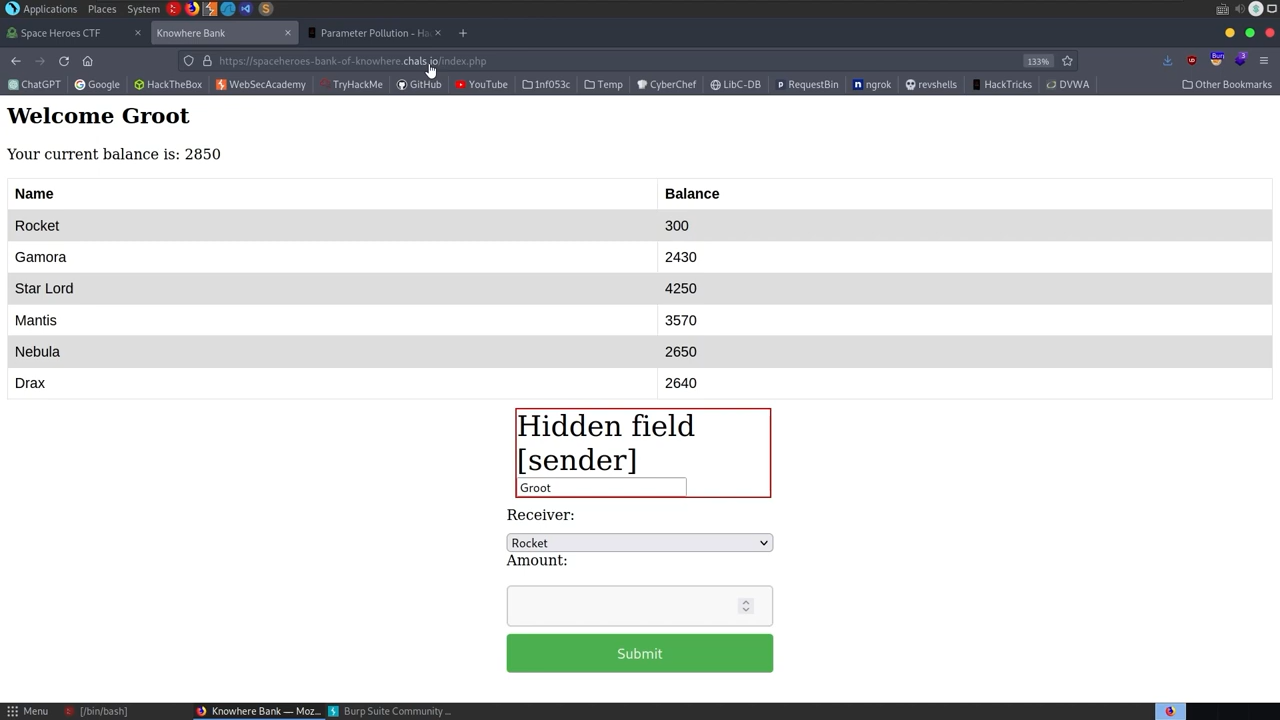 Applications Places System
Space Heroes CTF × Knowhere Bank × Parameter Pollution - Ha × +
https://spaceheroes-bank-of-knowhere.chals.io/index.php 133% Burp 3
ChatGPT Google HackTheBox WebSecAcademy TryHackMe GitHub YouTube 1nf053c Temp CyberChef LibC-DB RequestBin ngrok revshells HackTricks DVWA Other Bookmarks
Welcome Groot
Your current balance is: 2850
Name Balance
Rocket 300
Gamora 2430
Star Lord 4250
Mantis 3570
Nebula 2650
Drax 2640
Hidden field
[sender]
Groot
Receiver:
Rocket
Amount:
Submit
Menu [/bin/bash] Knowhere Bank — Moz... Burp Suite Community ...